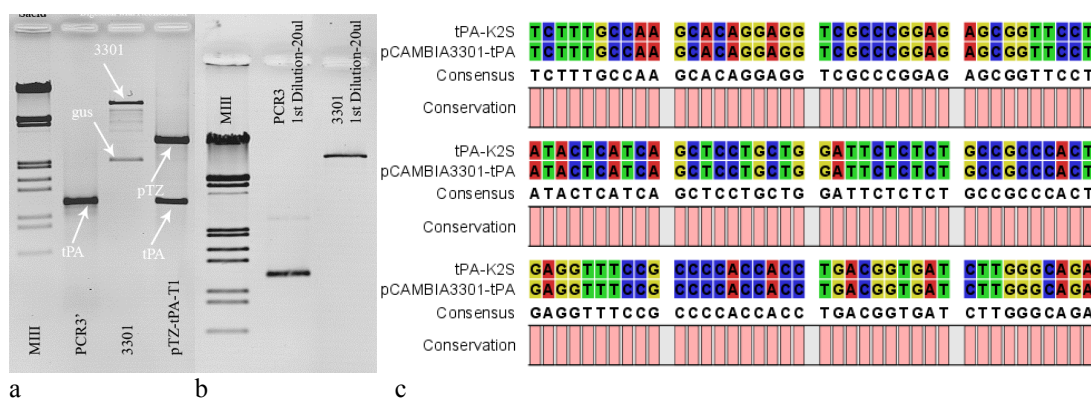 SacId
3301
gus
pTZ
tPA
tPA
MIII
PCR3’
3301
pTZ-tPA-T1
a
MIII
PCR3
1st Dilution-20ul
3301
1st Dilution-20ul
b
c
tPA-K2S TCTTTGCCAA GCACAGGAGG TCGCCCGGAG AGCGGTTCCT
pCAMBIA3301-tPA TCTTTGCCAA GCACAGGAGG TCGCCCGGAG AGCGGTTCCT
Consensus TCTTTGCCAA GCACAGGAGG TCGCCCGGAG AGCGGTTCCT
Conservation
tPA-K2S ATACTCATCA GCTCCTGCTG GATTCTCTCT GCCGCCCACT
pCAMBIA3301-tPA ATACTCATCA GCTCCTGCTG GATTCTCTCT GCCGCCCACT
Consensus ATACTCATCA GCTCCTGCTG GATTCTCTCT GCCGCCCACT
Conservation
tPA-K2S GAGGTTTCCG CCCCACCACC TGACGGTGAT CTTGGGCAGA
pCAMBIA3301-tPA GAGGTTTCCG CCCCACCACC TGACGGTGAT CTTGGGCAGA
Consensus GAGGTTTCCG CCCCACCACC TGACGGTGAT CTTGGGCAGA
Conservation